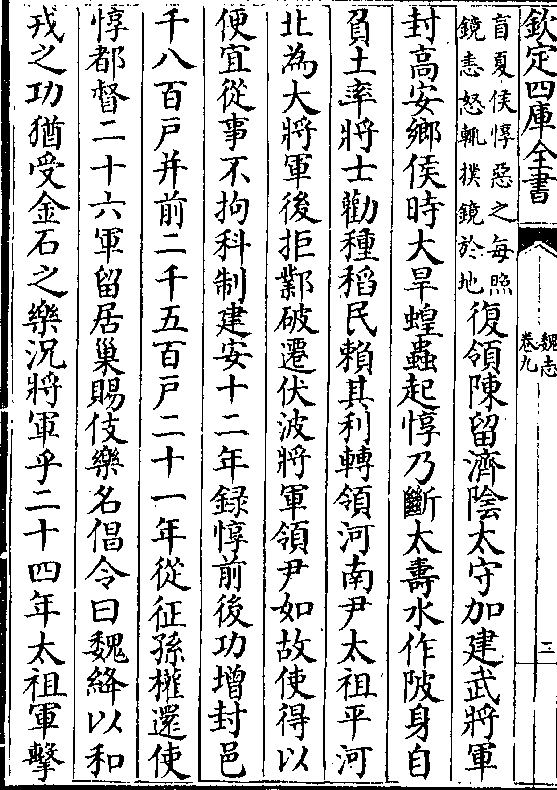 欽定四庫全書
魏志
卷九
三
盲夏侯惇惡之每照
鏡恚怒輒撲鏡於地
復領陳留濟陰太守加建武將軍
封高安鄉侯時大旱蝗蟲起惇乃斷太壽水作陂身自
負土率將士勸種稻民賴其利轉領河南尹太祖平河
北為大將軍後拒鄴破遷伏波將軍領尹如故使得以
便宜從事不拘科制建安十二年録惇前後功增封邑
千八百戸并前二千五百戸二十一年從征孫權還使
惇都督二十六軍留居巢賜伎樂名倡令曰魏絳以和
戎之功猶受金石之樂況將軍乎二十四年太祖軍擊